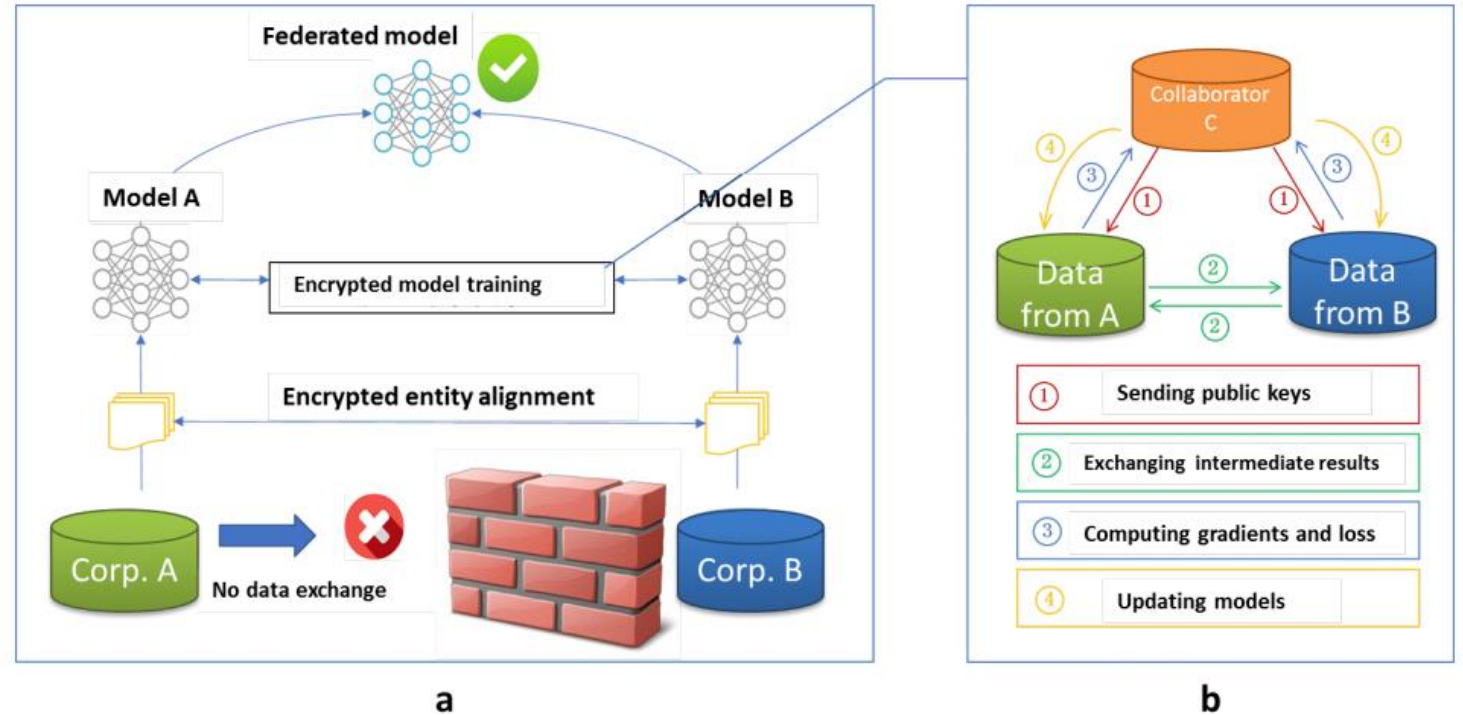 Federated model
Model A
Model B
Encrypted model training
Encrypted entity alignment
Corp. A
No data exchange
Corp. B
a
Collaborator
C
④
③
①
①
③
④
Data
from A
②
②
Data
from B
① Sending public keys
② Exchanging intermediate results
③ Computing gradients and loss
④ Updating models
b